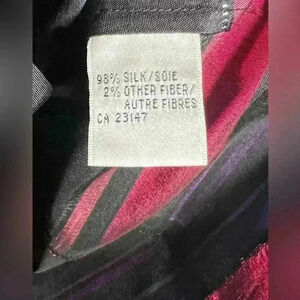 98% SILK/SOIE
2% OTHER FIBER/
AUTRE FIBRES
CA 23147